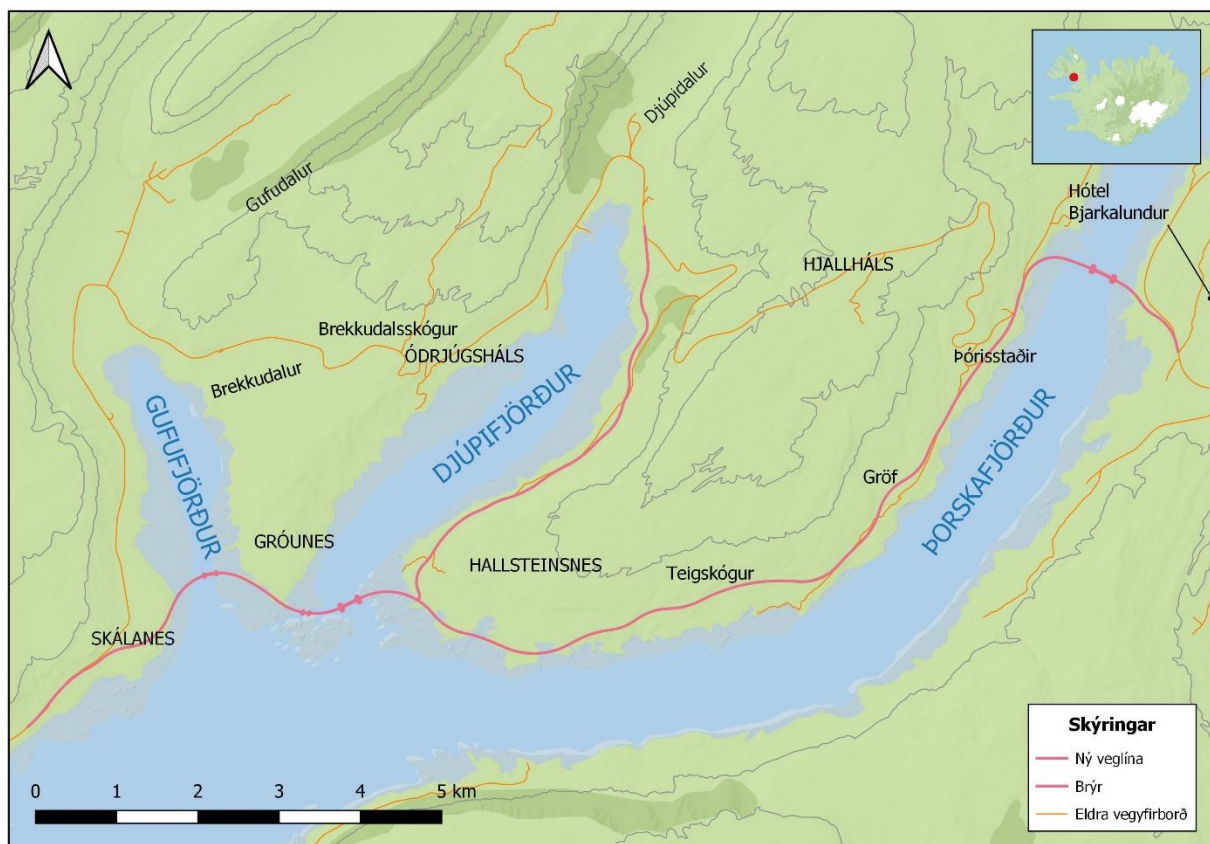 Djúpidalur
Gufudalur
Hótel
Bjarkalundur
HJALLHÁLS
Brekkudalsskógur
ÓDRJÚGSHÁLS
Þórisstaðir
Brekkudalur
GUFUFJÖRÐUR
DJÚPIFJÖRÐUR
Gröf
ÞORSKAFJÖRÐUR
GRÓUNES
HALLSTEINSNES
Teigskógur
SKÁLANES
Skýringar
Ný veglína
Brýr
Eldra vegyfirborð
0 1 2 3 4 5 km